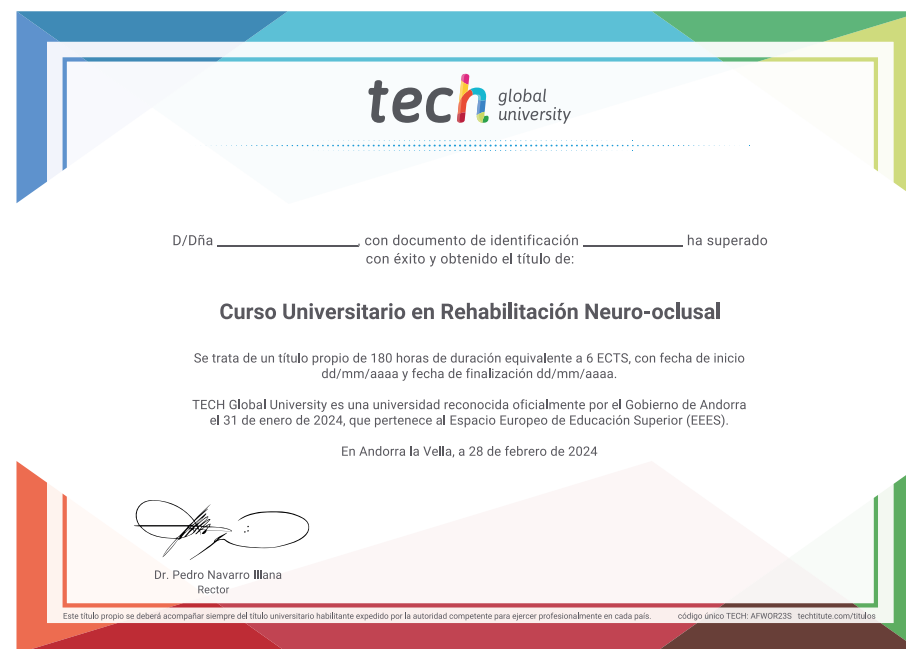 tech global university
D/Dña ____________________, con documento de identificación ______________ ha superado
con éxito y obtenido el título de:
Curso Universitario en Rehabilitación Neuro-oclusal
Se trata de un título propio de 180 horas de duración equivalente a 6 ECTS, con fecha de inicio
dd/mm/aaaa y fecha de finalización dd/mm/aaaa.
TECH Global University es una universidad reconocida oficialmente por el Gobierno de Andorra
el 31 de enero de 2024, que pertenece al Espacio Europeo de Educación Superior (EEES).
En Andorra la Vella, a 28 de febrero de 2024
Dr. Pedro Navarro Illana
Rector
Este título propio se deberá acompañar siempre del título universitario habilitante expedido por la autoridad competente para ejercer profesionalmente en cada país. código único TECH: AFWOR23S techtitute.com/titulos